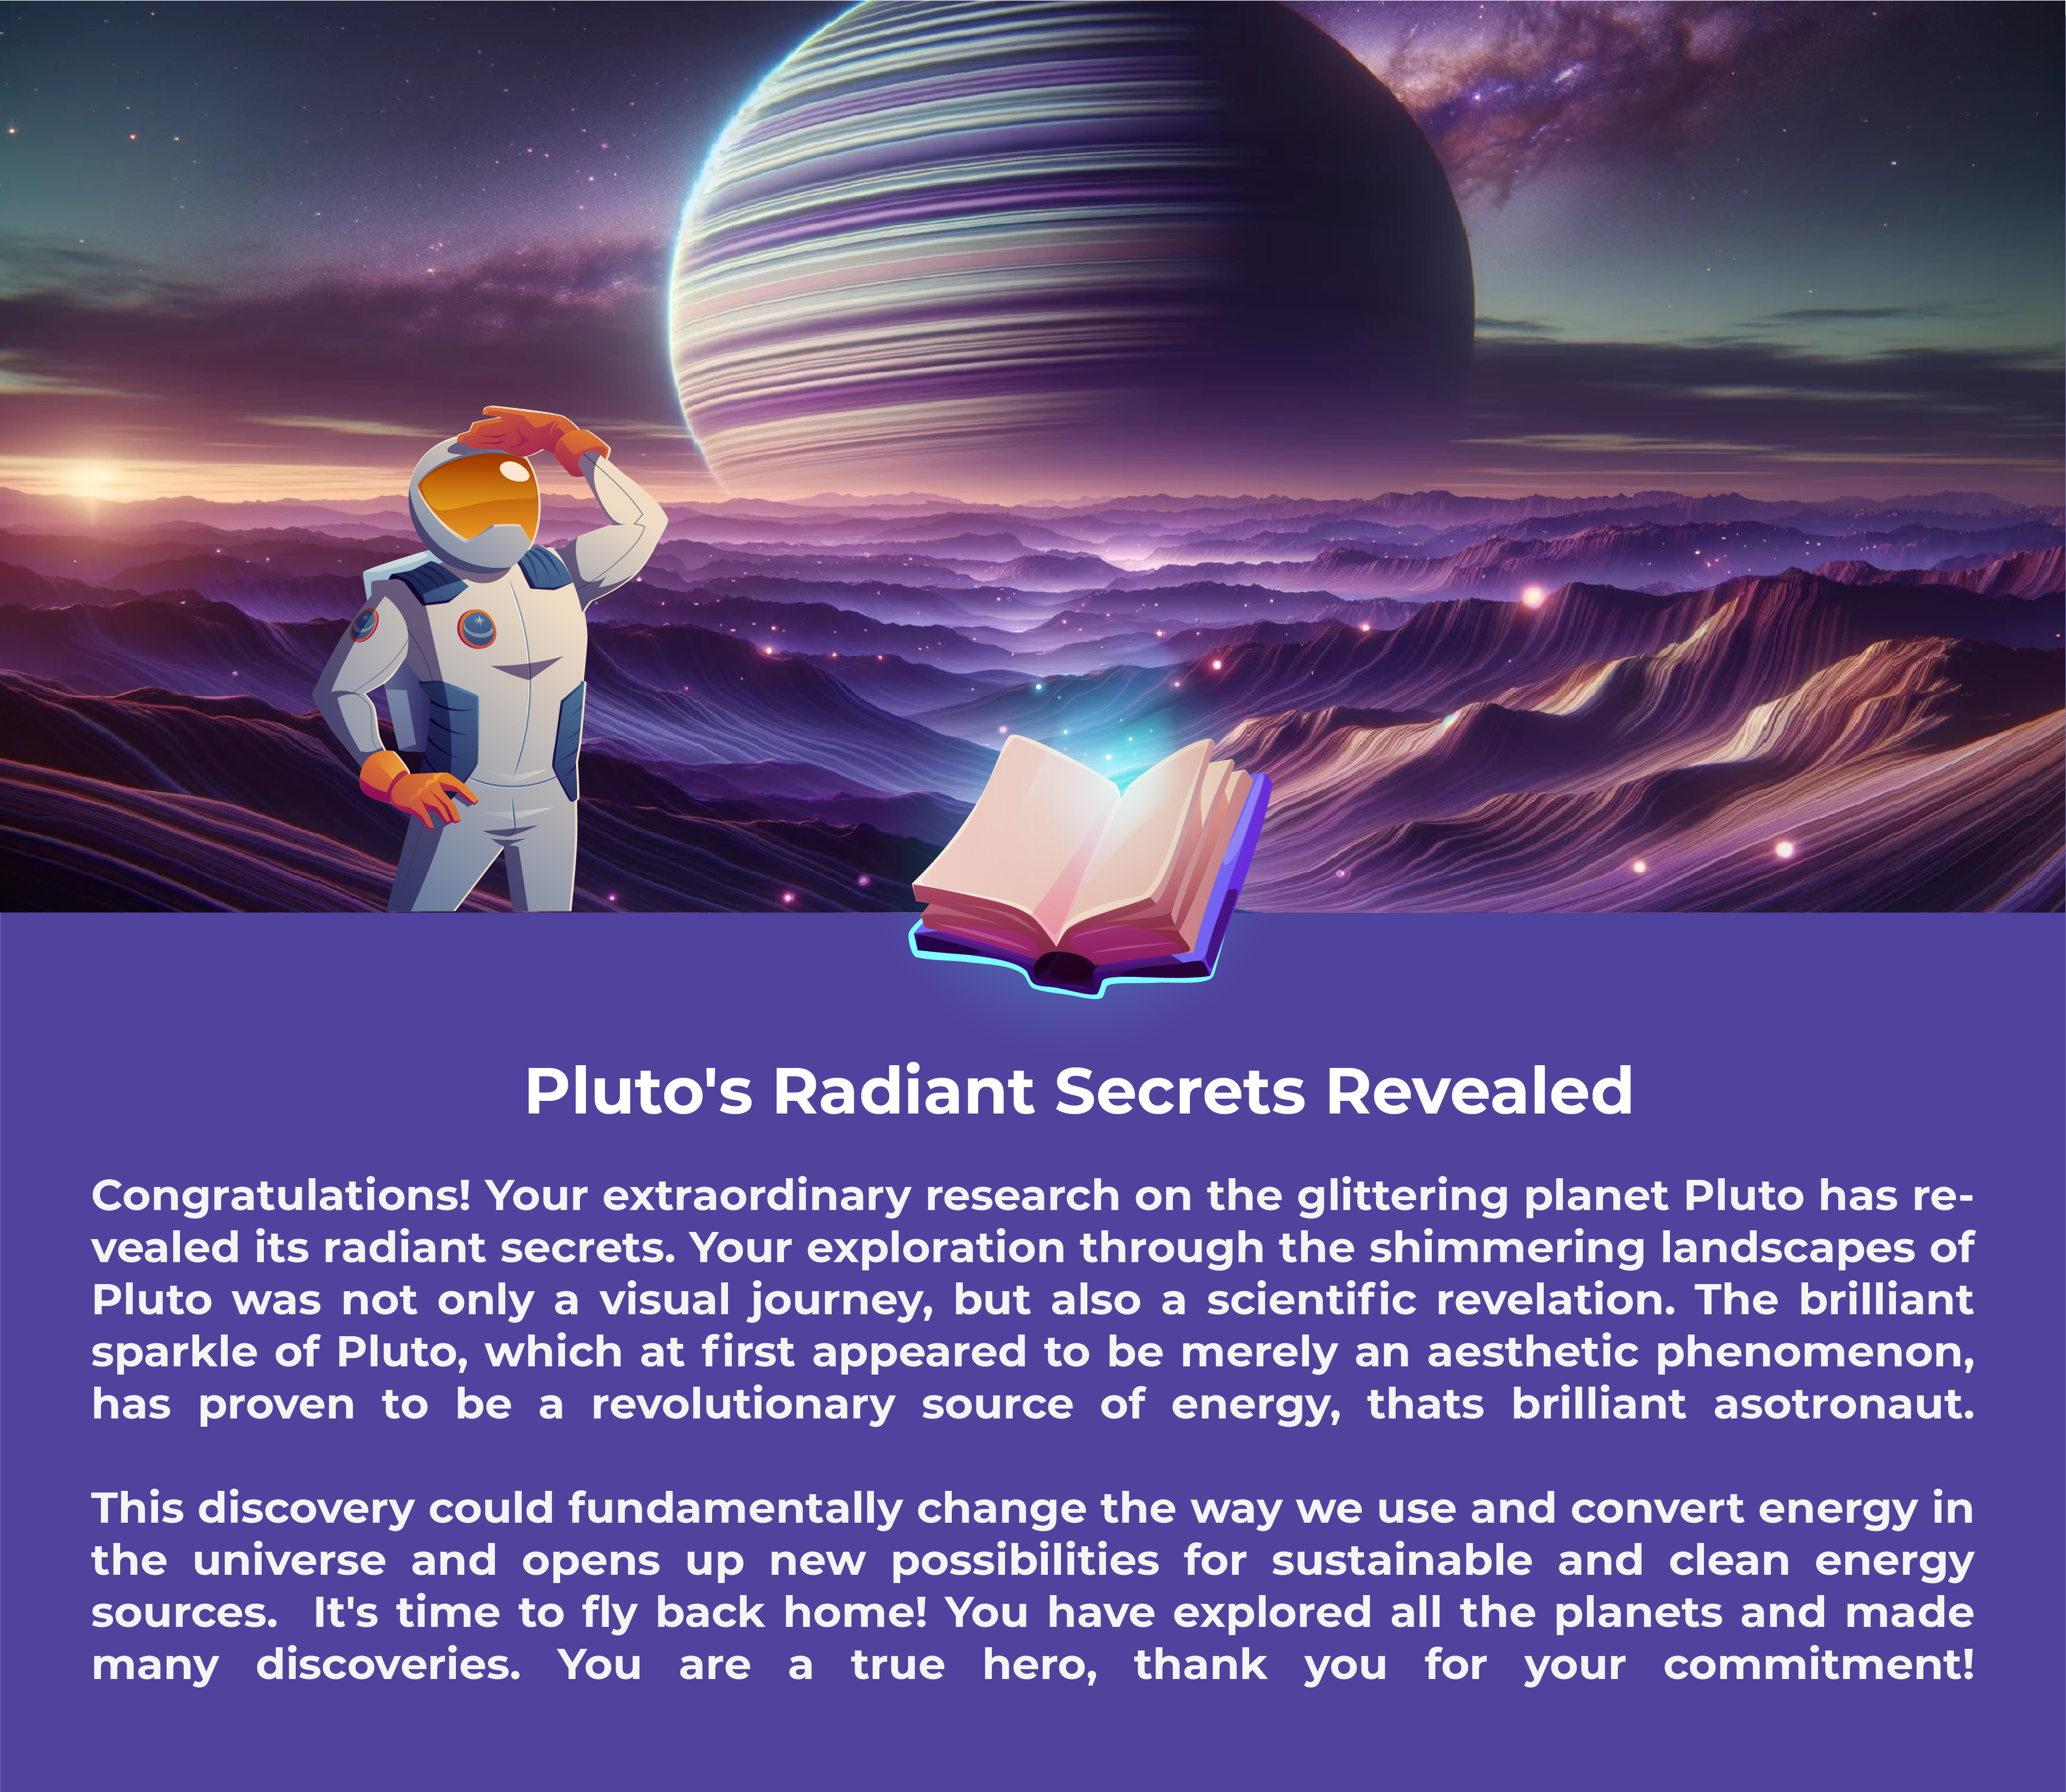 Pluto's Radiant Secrets Revealed
Congratulations! Your extraordinary research on the glittering planet Pluto has re-
vealed its radiant secrets. Your exploration through the shimmering landscapes of
Pluto was not only a visual journey, but also a scientific revelation. The brilliant
sparkle of Pluto, which at first appeared to be merely an aesthetic phenomenon,
has proven to be a revolutionary source of energy, thats brilliant asotronaut.
This discovery could fundamentally change the way we use and convert energy in
the universe and opens up new possibilities for sustainable and clean energy
sources.  It's time to fly back home! You have explored all the planets and made
many discoveries. You are a true hero, thank you for your commitment!